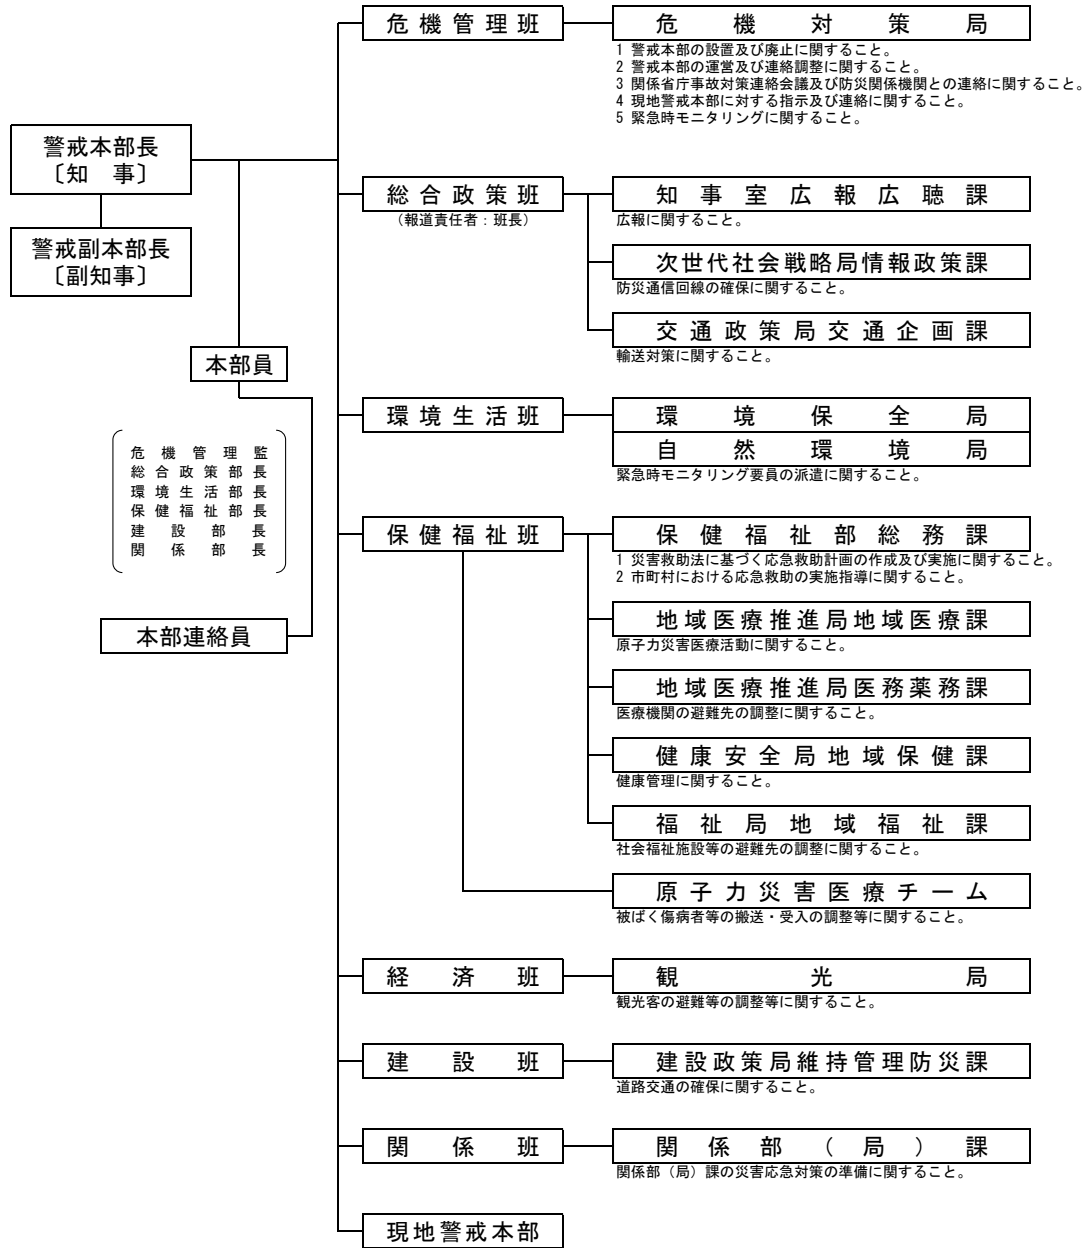 危機管理班
危機対策局
1 警戒本部の設置及び廃止に関すること。
2 警戒本部の運営及び連絡調整に関すること。
3 関係省庁事故対策連絡会議及び防災関係機関との連絡に関すること。
4 現地警戒本部に対する指示及び連絡に関すること。
5 緊急時モニタリングに関すること。
警戒本部長
〔知　事〕
警戒副本部長
〔副知事〕
総合政策班
(報道責任者：班長)
知事室広報広聴課
広報に関すること。
次世代社会戦略局情報政策課
防災通信回線の確保に関すること。
交通政策局交通企画課
輸送対策に関すること。
本部員
危機管理監
総合政策部長
環境生活部長
保健福祉部長
建設部長
関係部長
本部連絡員
環境生活班
環境保全局
自然環境局
緊急時モニタリング要員の派遣に関すること。
保健福祉班
保健福祉部総務課
1 災害救助法に基づく応急救助計画の作成及び実施に関すること。
2 市町村における応急救助の実施指導に関すること。
地域医療推進局地域医療課
原子力災害医療活動に関すること。
地域医療推進局医務薬務課
医療機関の避難先の調整に関すること。
健康安全局地域保健課
健康管理に関すること。
福祉局地域福祉課
社会福祉施設等の避難先の調整に関すること。
原子力災害医療チーム
被ばく傷病者等の搬送・受入の調整等に関すること。
経済班
観光局
観光客の避難等の調整等に関すること。
建設班
建設政策局維持管理防災課
道路交通の確保に関すること。
関係班
関係部（局）課
関係部（局）課の災害応急対策の準備に関すること。
現地警戒本部